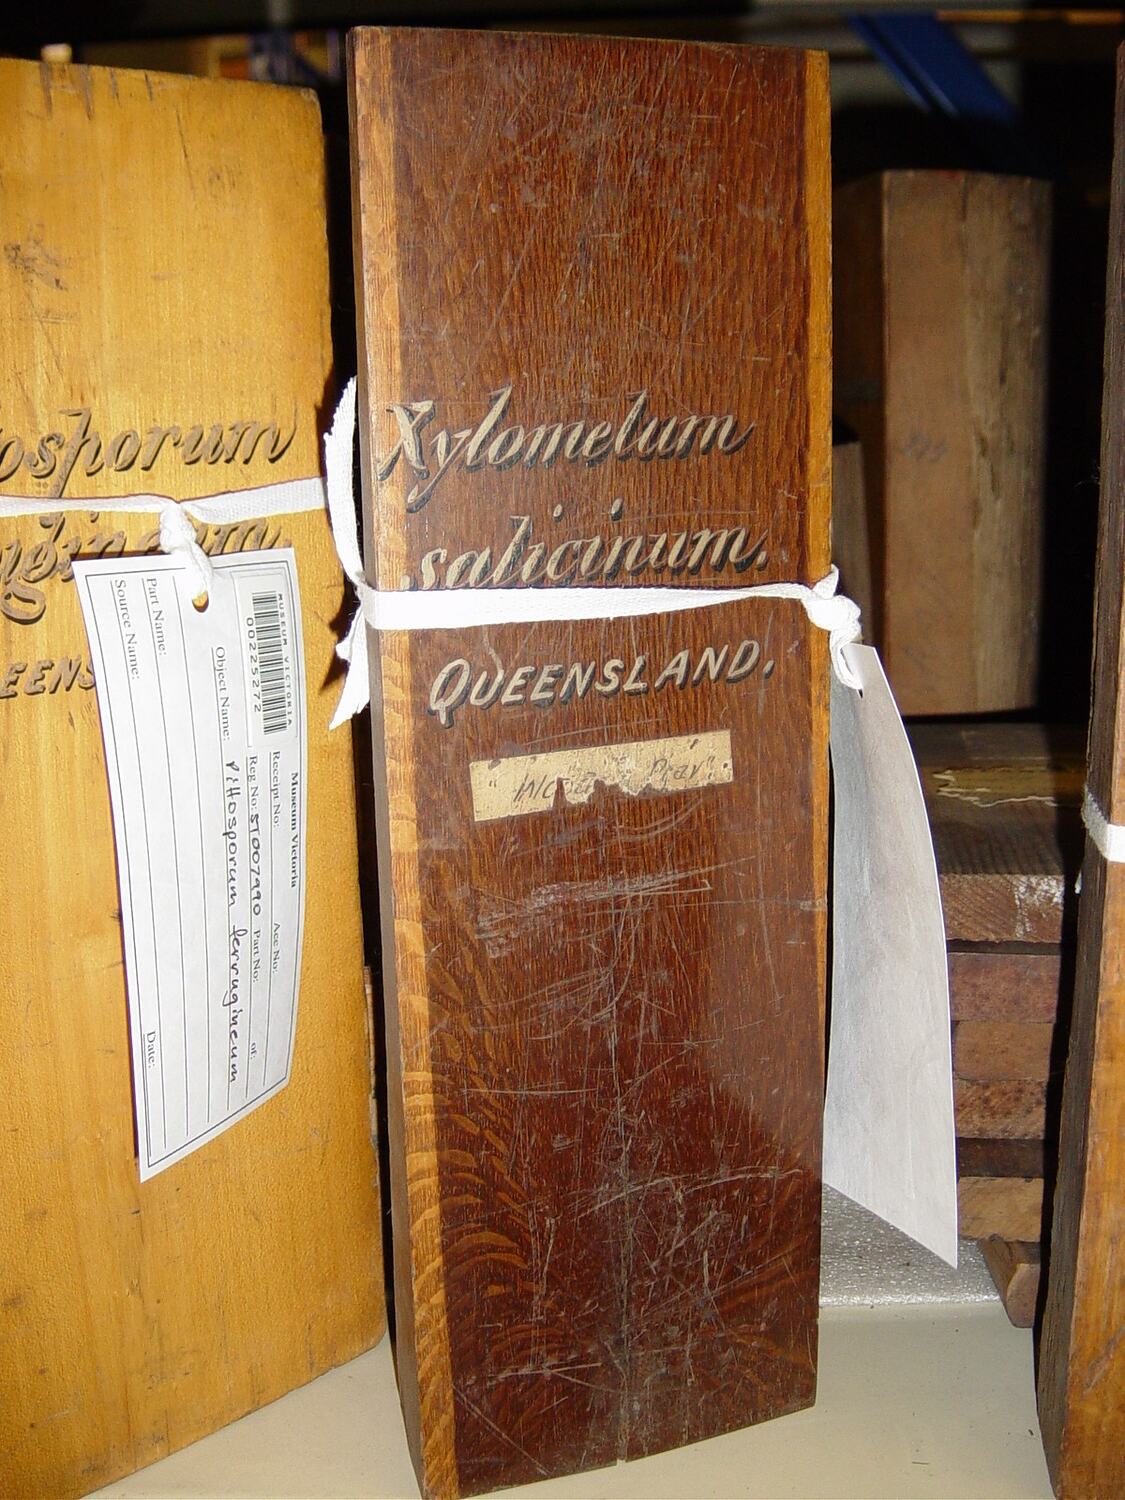 Xylomelum
salicinum.
QUEENSLAND.
osporum
QUEENS
MUSEUM VICTORIA
00225272
Museum Victoria
Receipt No: Acc No:
Reg No: ST007990 Part No: of:
Object Name: Pittosporum ferrugineum
Part Name:
Source Name: Date: